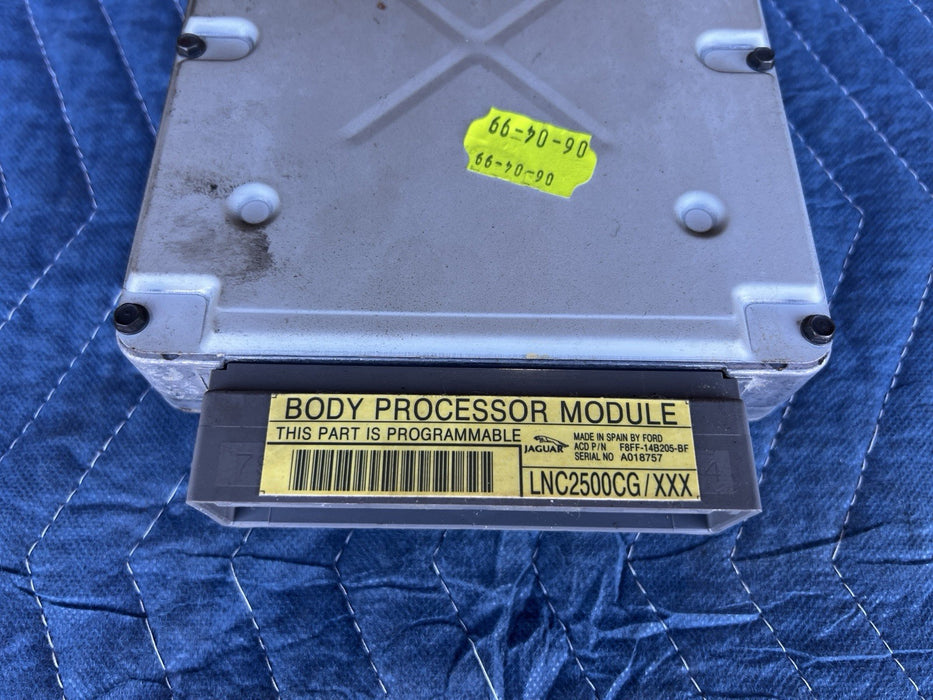 06-04-99
06-04-99
BODY PROCESSOR MODULE
THIS PART IS PROGRAMMABLE
JAGUAR
MADE IN SPAIN BY FORD
ACD P/N F8FF-14B205-BF
SERIAL NO A018757
LNC2500CG/XXX